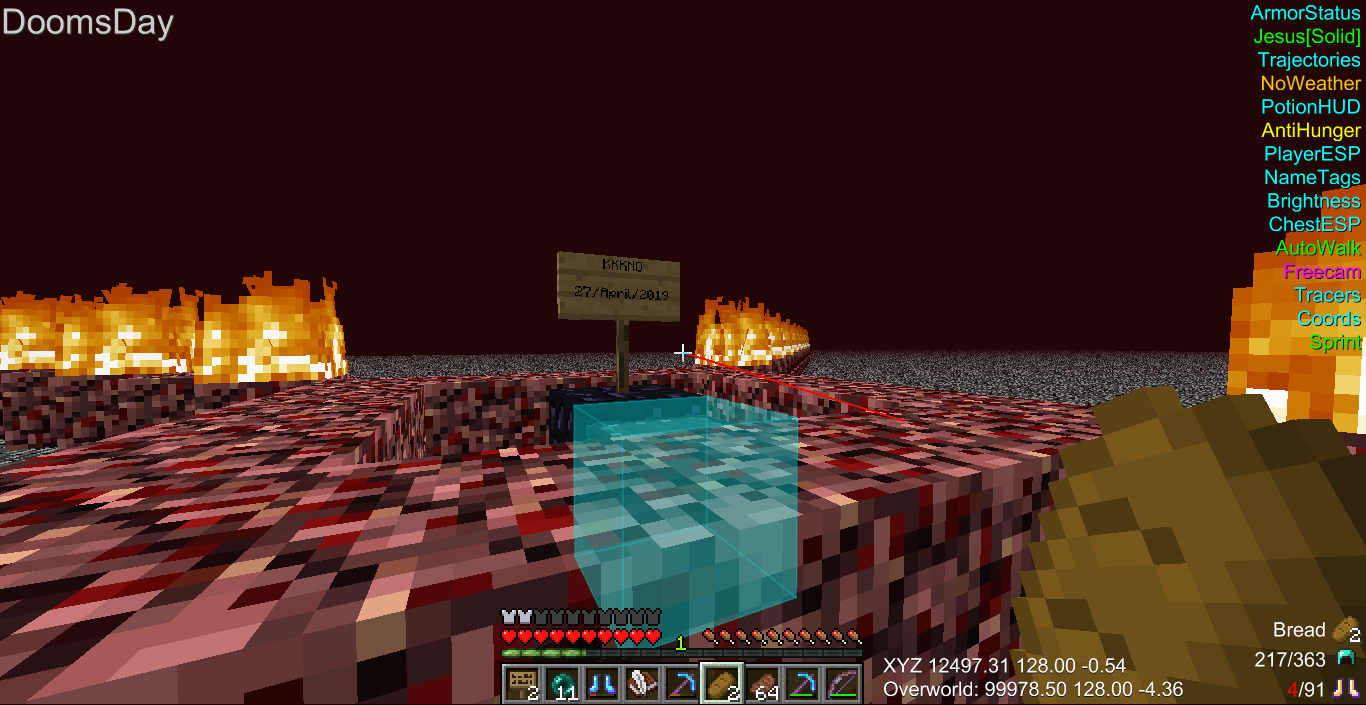 DoomsDay
ArmorStatus
Jesus[Solid]
Trajectories
NoWeather
PotionHUD
AntiHunger
PlayerESP
NameTags
Brightness
ChestESP
AutoWalk
Freecam
Tracers
Coords
Sprint
KKKNO
27/April/2019
1
Bread 2
217/363
4/91
XYZ 12497.31 128.00 -0.54
Overworld: 99978.50 128.00 -4.36
2 11 2 64